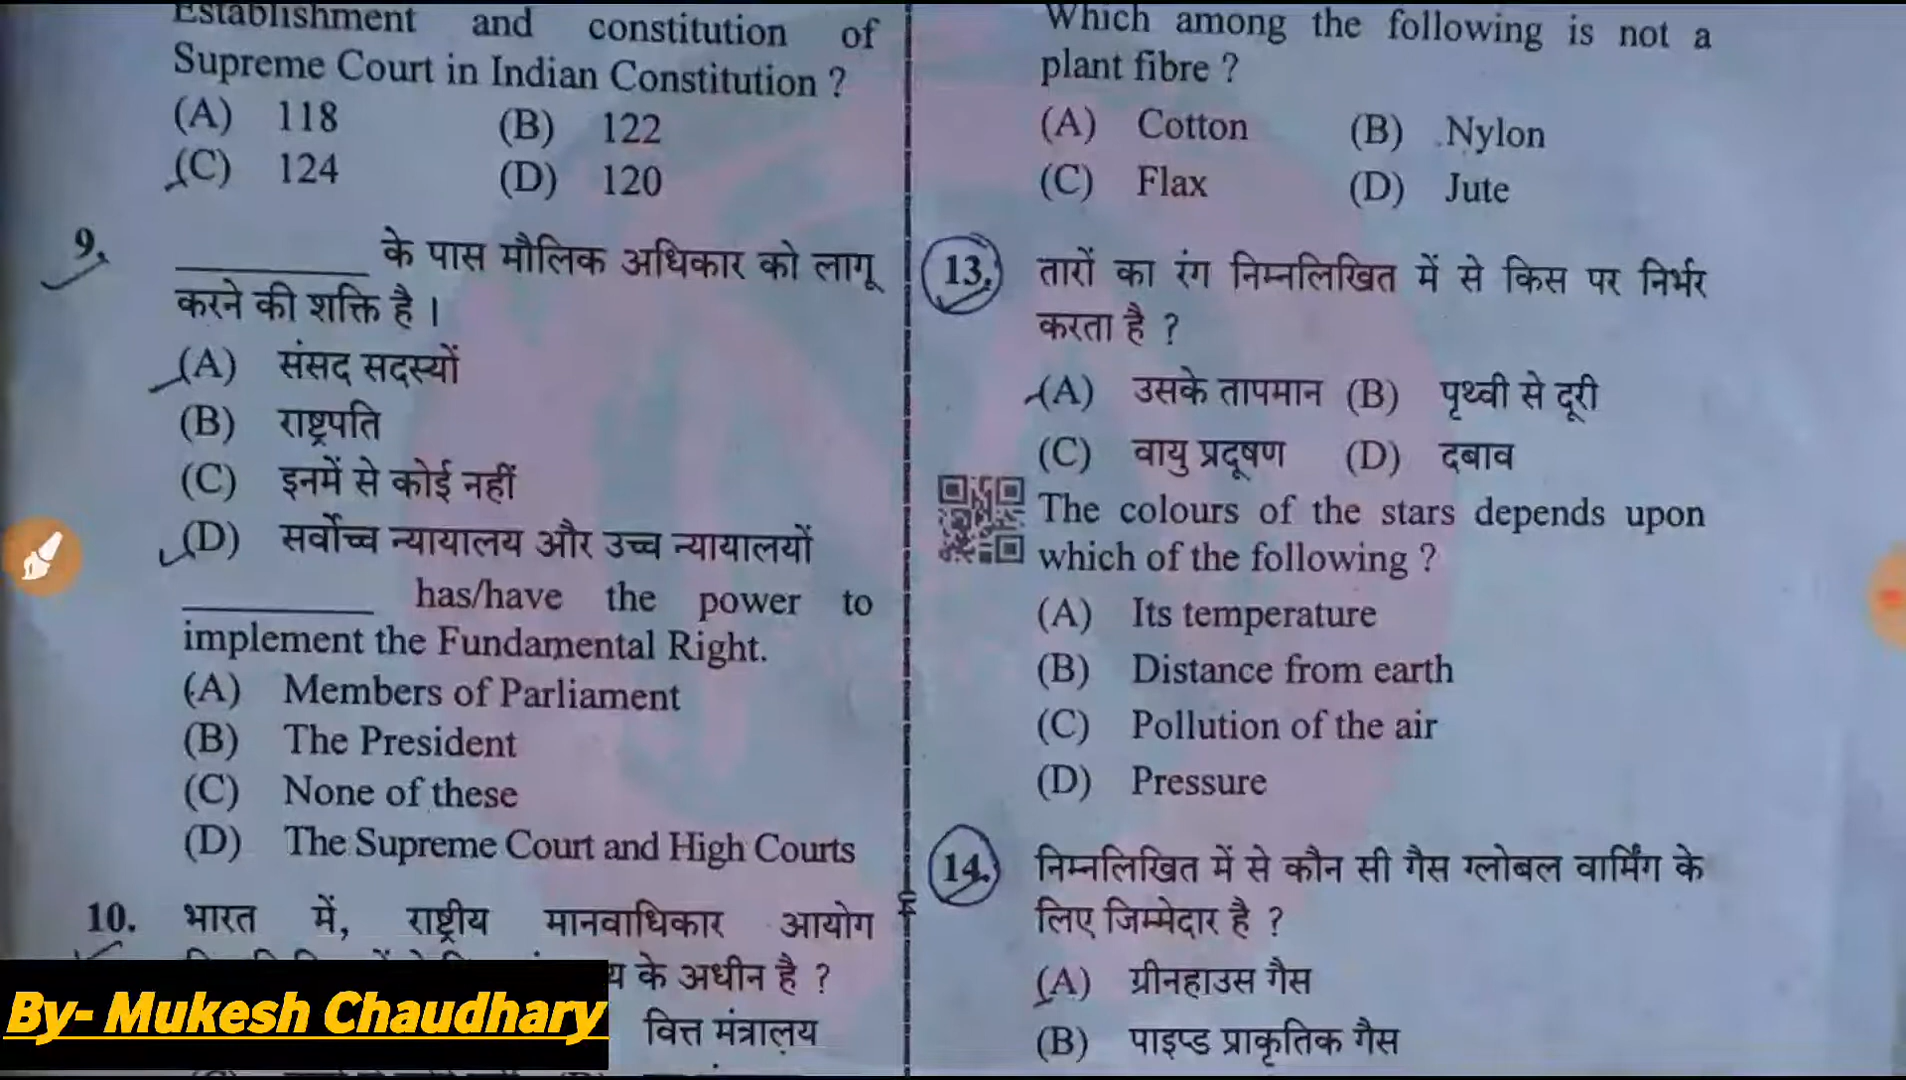 Establishment and constitution of
Supreme Court in Indian Constitution ?
(A) 118 (B) 122
(C) 124 (D) 120
9. ________ के पास मौलिक अधिकार को लागू
करने की शक्ति है ।
(A) संसद सदस्यों
(B) राष्ट्रपति
(C) इनमें से कोई नहीं
(D) सर्वोच्च न्यायालय और उच्च न्यायालयों
________ has/have the power to
implement the Fundamental Right.
(A) Members of Parliament
(B) The President
(C) None of these
(D) The Supreme Court and High Courts
10. भारत में, राष्ट्रीय मानवाधिकार आयोग
के अधीन है ?
वित्त मंत्रालय
By- Mukesh Chaudhary
Which among the following is not a
plant fibre ?
(A) Cotton (B) Nylon
(C) Flax (D) Jute
13. तारों का रंग निम्नलिखित में से किस पर निर्भर
करता है ?
(A) उसके तापमान (B) पृथ्वी से दूरी
(C) वायु प्रदूषण (D) दबाव
The colours of the stars depends upon
which of the following ?
(A) Its temperature
(B) Distance from earth
(C) Pollution of the air
(D) Pressure
14. निम्नलिखित में से कौन सी गैस ग्लोबल वार्मिंग के
लिए जिम्मेदार है ?
(A) ग्रीनहाउस गैस
(B) पाइप्ड प्राकृतिक गैस